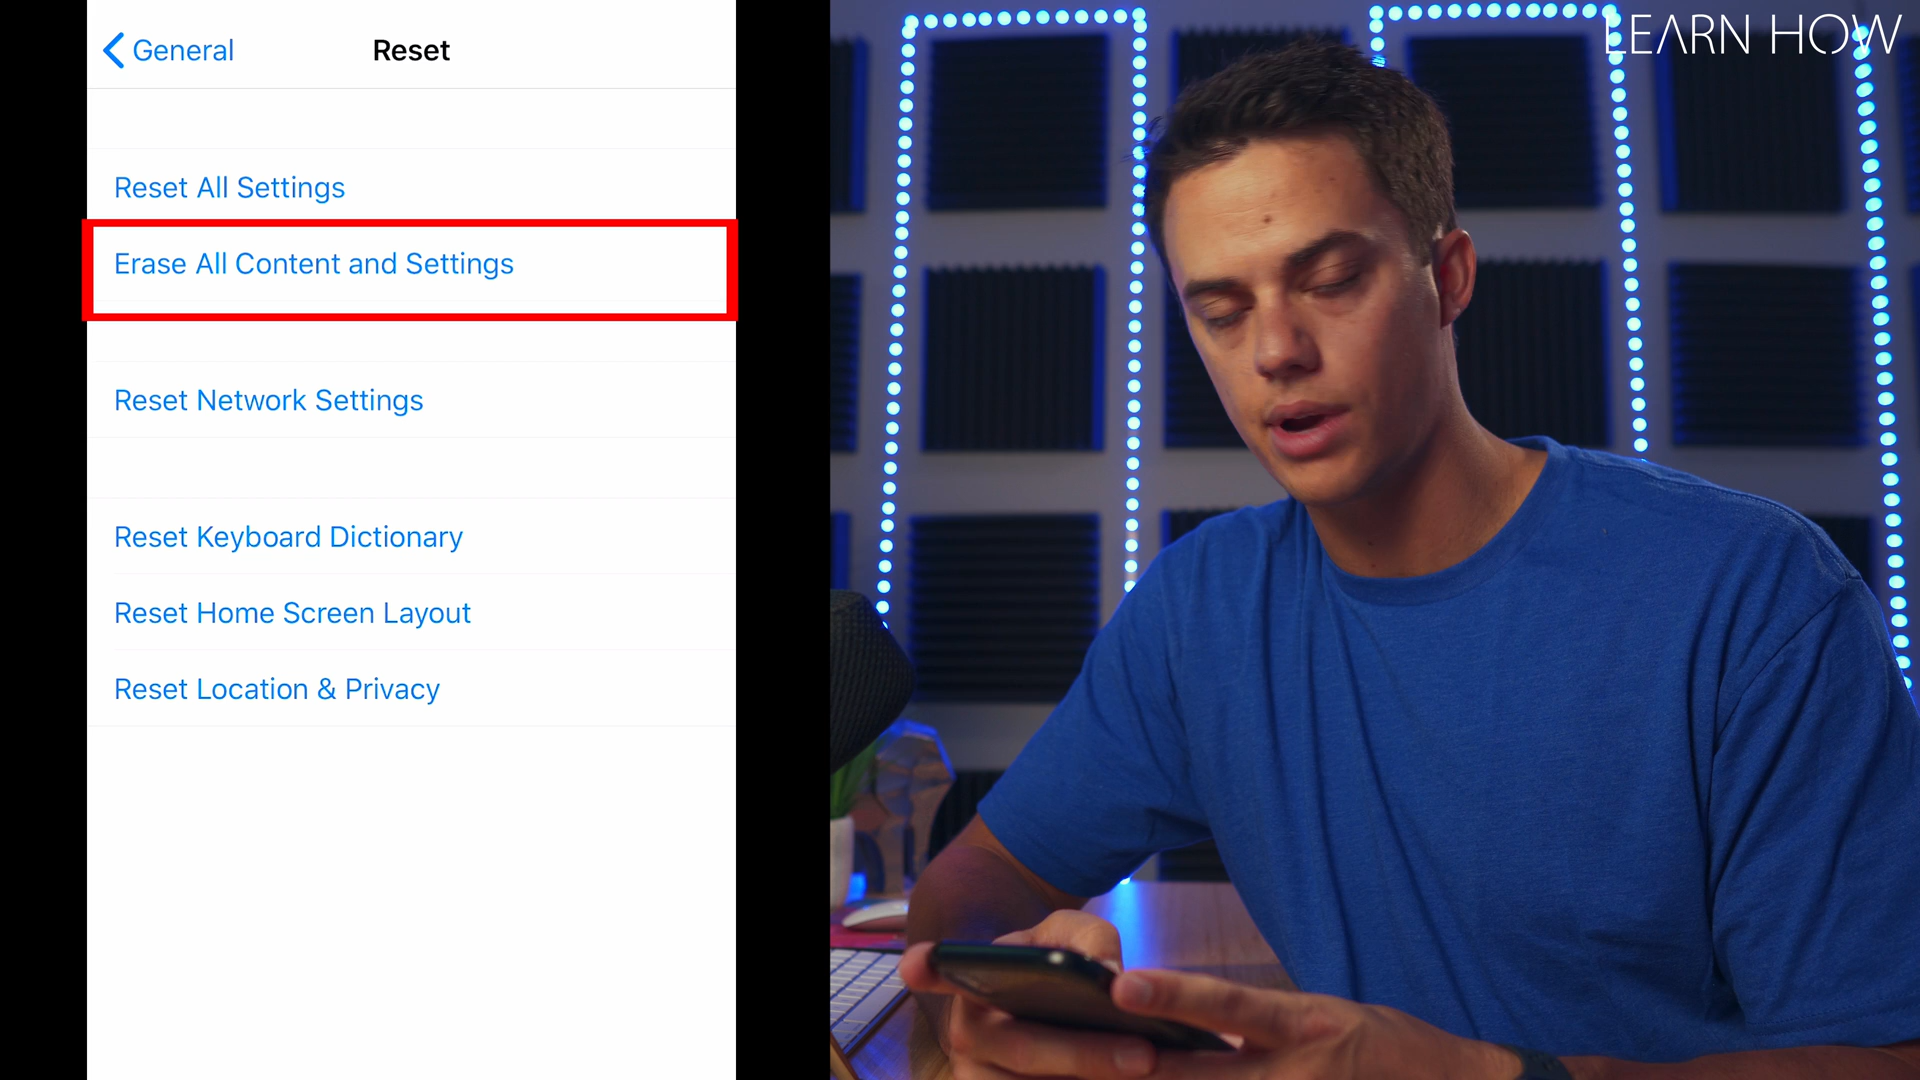 General
Reset
LEARN HOW
Reset All Settings
Erase All Content and Settings
Reset Network Settings
Reset Keyboard Dictionary
Reset Home Screen Layout
Reset Location & Privacy